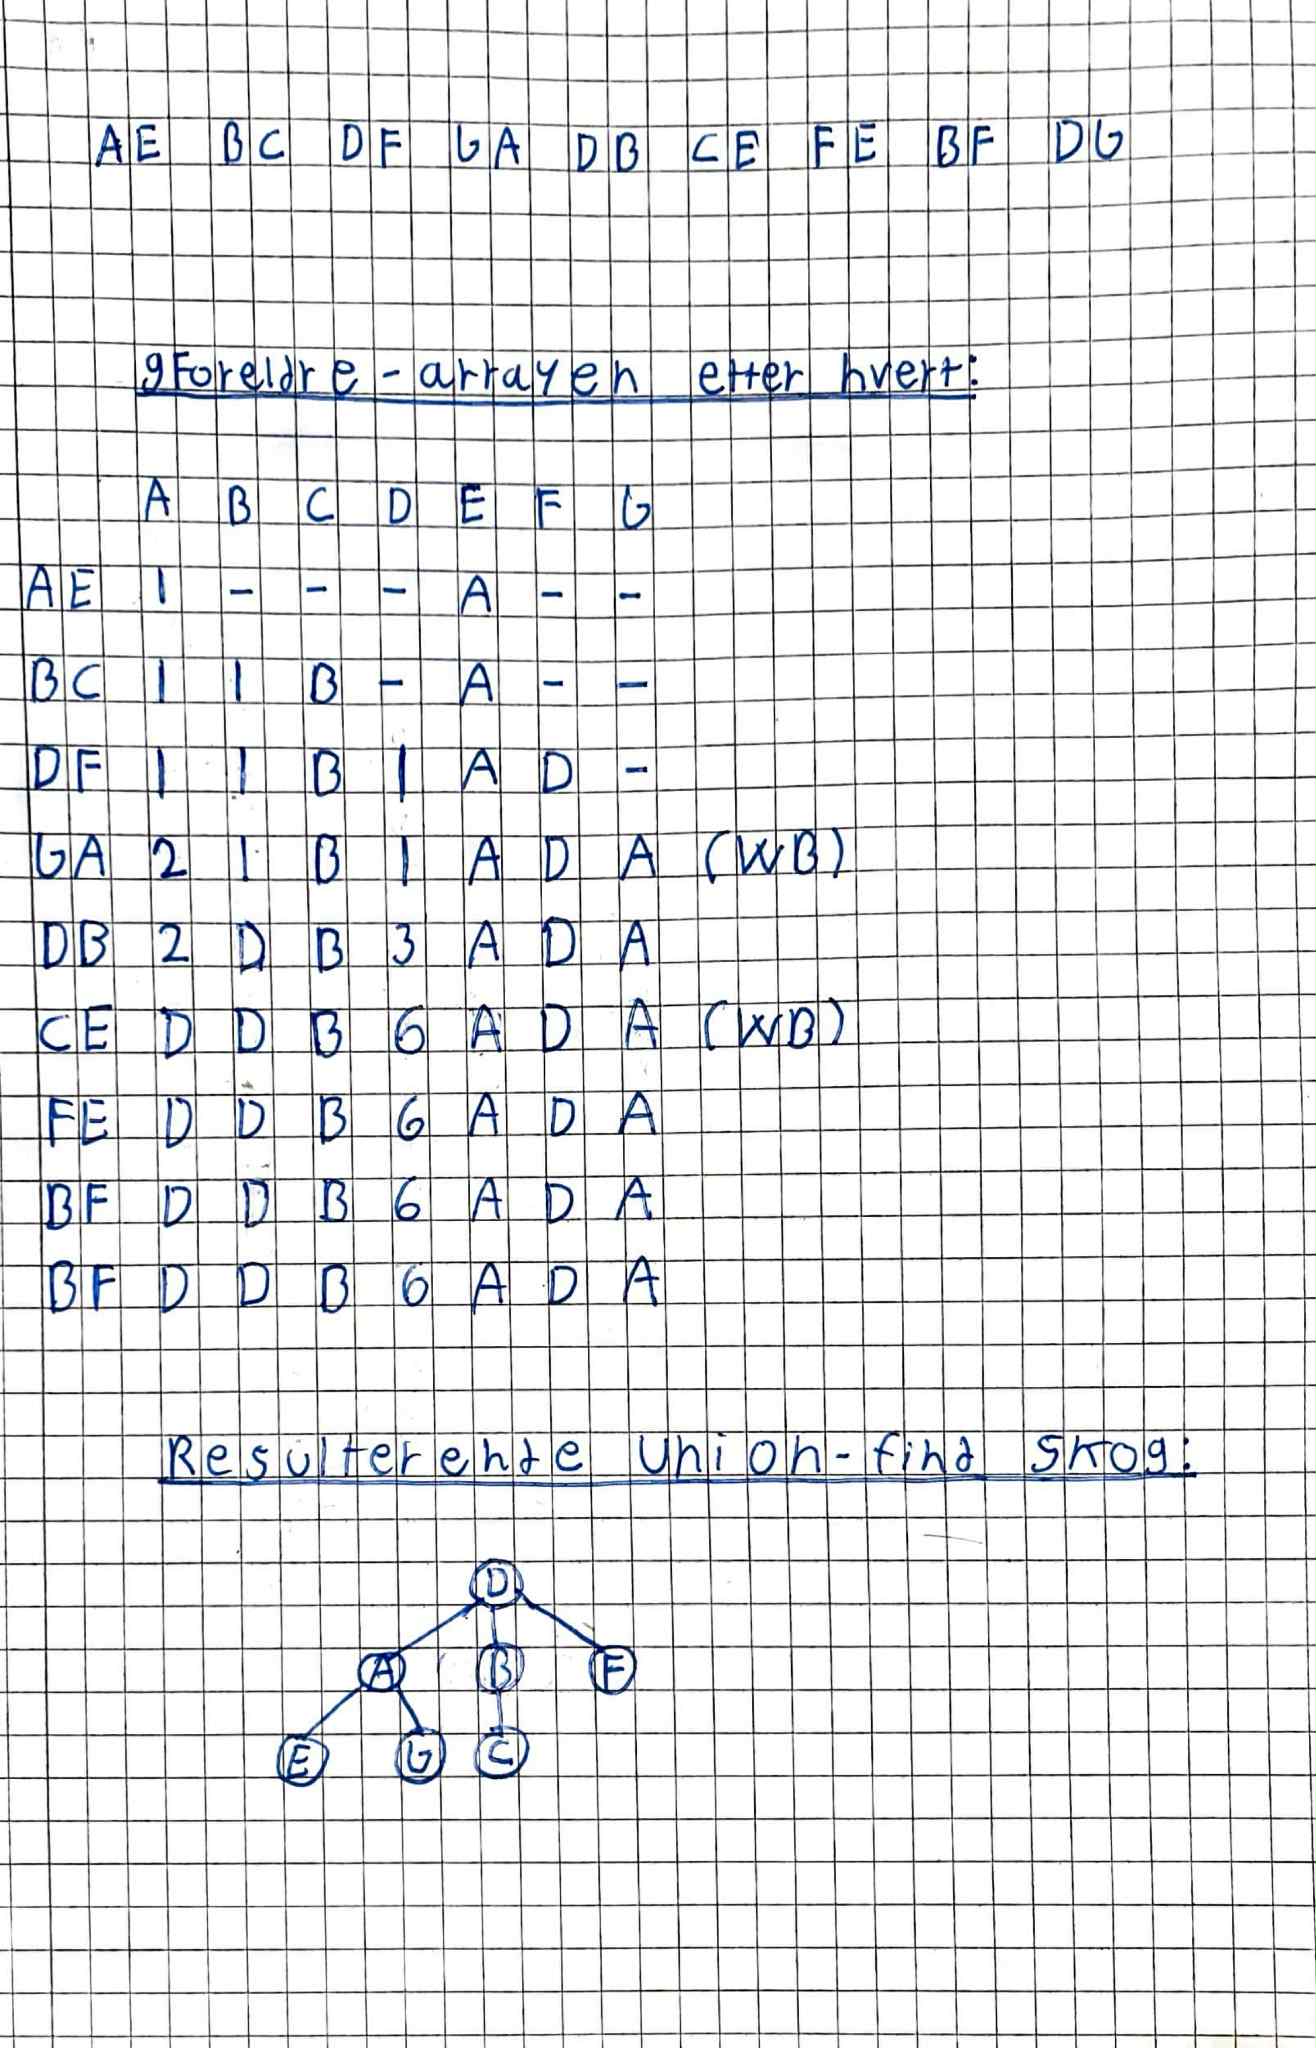 AE BC DF GA DB CE FE BF DG
gForeldre-arrayen etter hvert:
A B C D E F G
AE 1 - - - A - -
BC 1 1 B - A - -
DF 1 1 B 1 A D -
GA 2 1 B 1 A D A (WB)
DB 2 D B 3 A D A
CE D D B 6 A D A (WB)
FE D D B 6 A D A
BF D D B 6 A D A
BF D D B 6 A D A
Resulterende union-find skog:
D
A B F
E G C